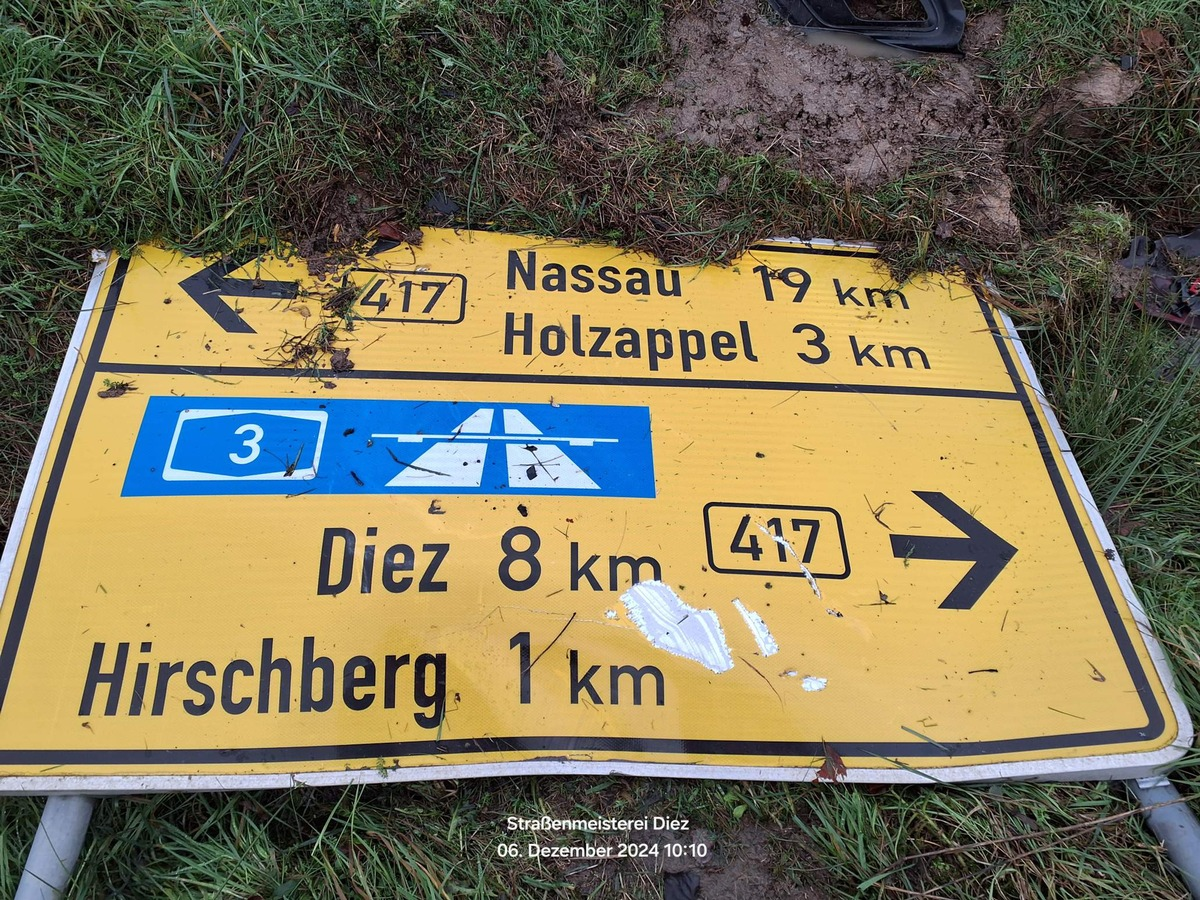 417 Nassau 19 km
Holzappel 3 km
3
Diez 8 km 417
Hirschberg 1 km
Straßenmeisterei Diez
06. Dezember 2024 10:10